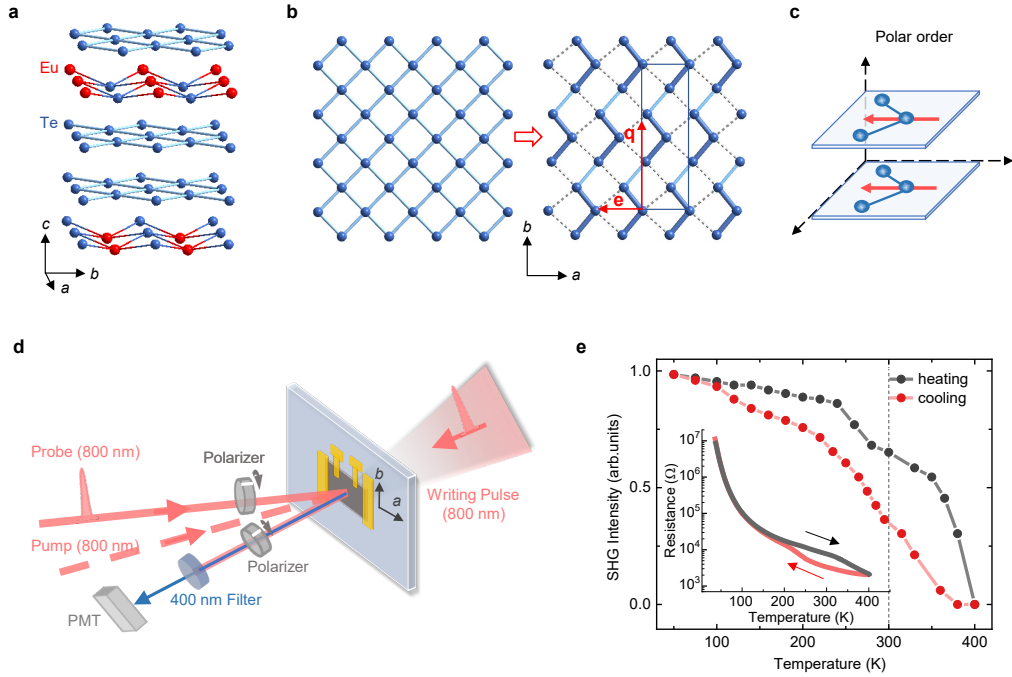 a
Eu
Te
c
b
a
b
q
e
b
a
c
Polar order
d
Probe (800 nm)
Polarizer
Pump (800 nm)
Polarizer
400 nm Filter
PMT
b
a
Writing Pulse
(800 nm)
e
SHG Intensity (arb.units)
1.0
0.5
0.0
100
200
300
400
Temperature (K)
heating
cooling
Resistance (Ω)
10⁷
10⁶
10⁵
10⁴
10³
100
200
300
400
Temperature (K)